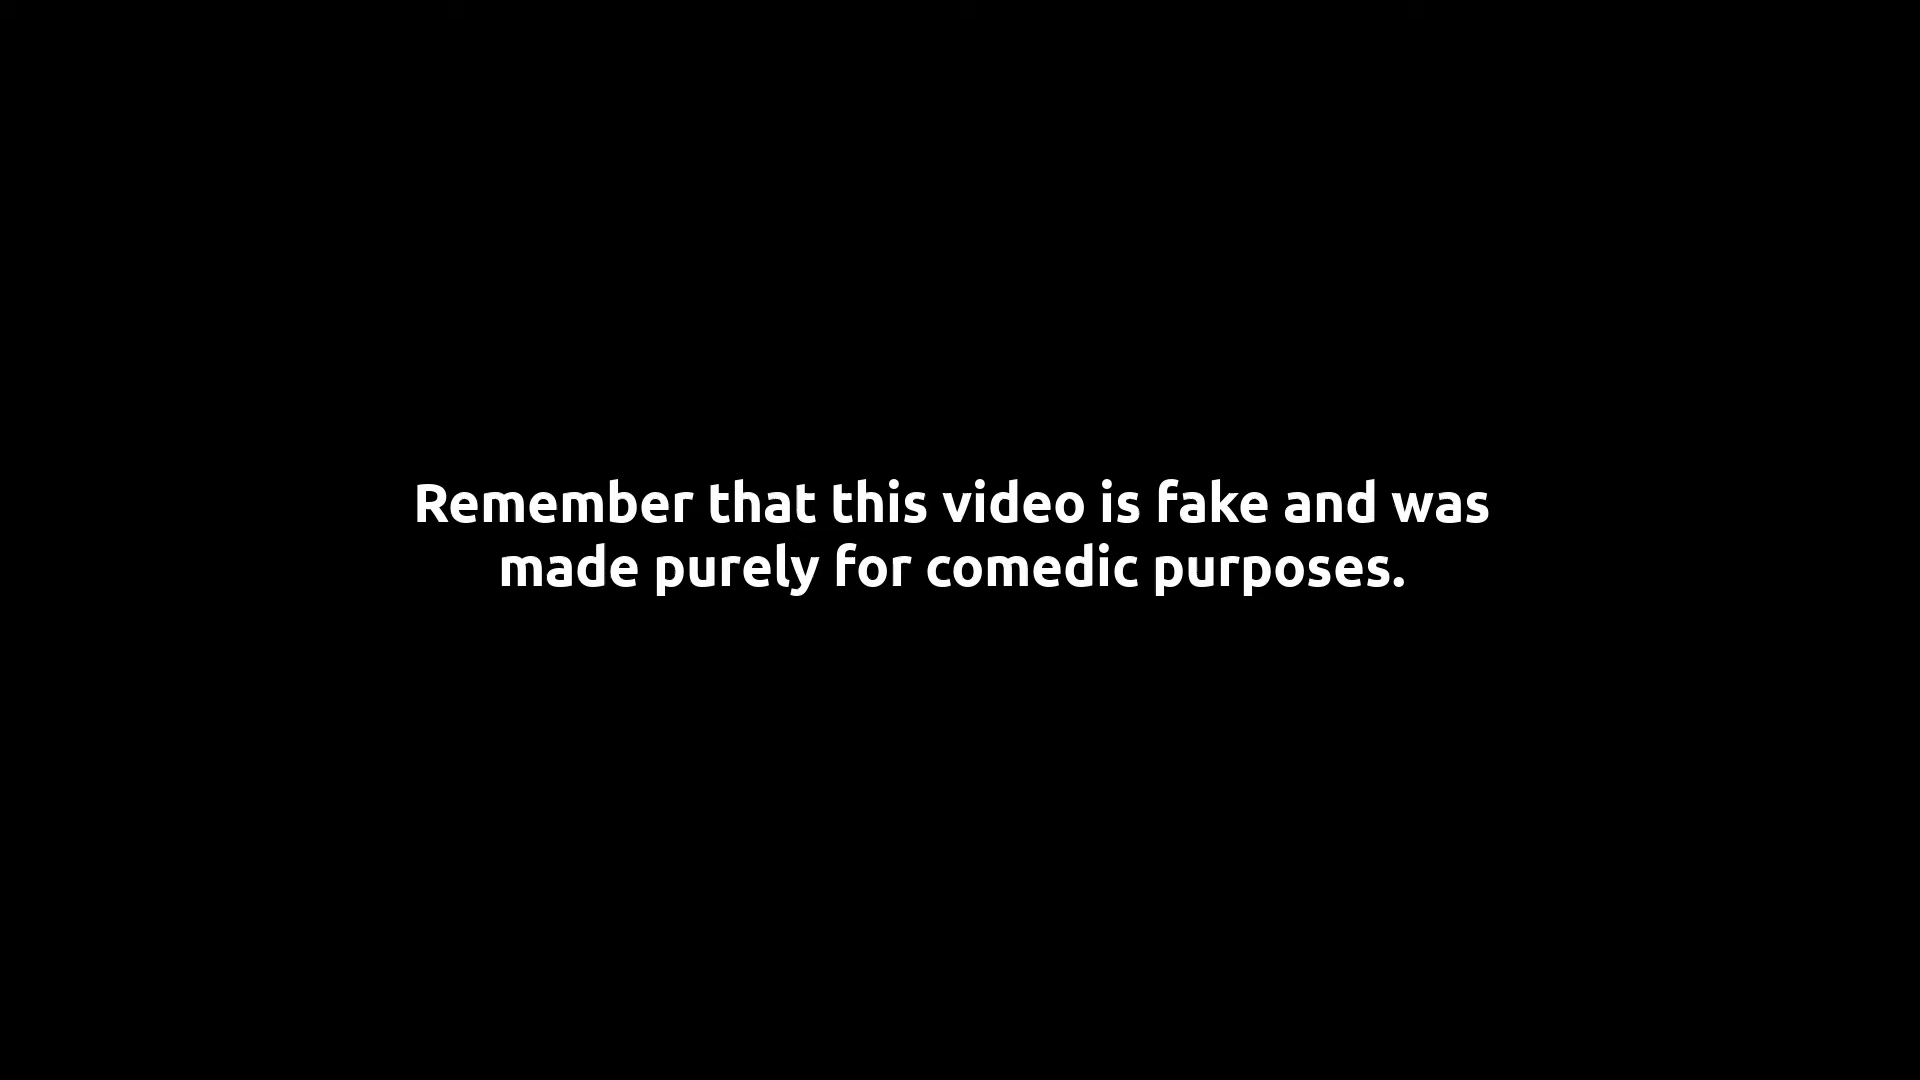 Remember that this video is fake and was
made purely for comedic purposes.